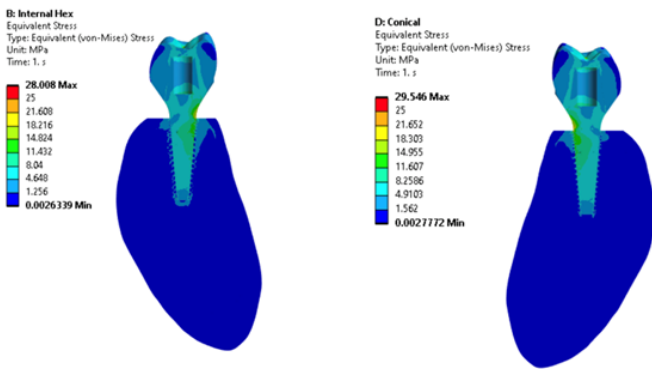 B: Internal Hex
Equivalent Stress
Type: Equivalent (von-Mises) Stress
Unit: MPa
Time: 1. s
28.008 Max
25
21.608
18.216
14.824
11.432
8.04
4.648
1.256
0.0026339 Min
D: Conical
Equivalent Stress
Type: Equivalent (von-Mises) Stress
Unit: MPa
Time: 1. s
29.546 Max
25
21.652
18.303
14.955
11.607
8.2586
4.9103
1.562
0.0027772 Min